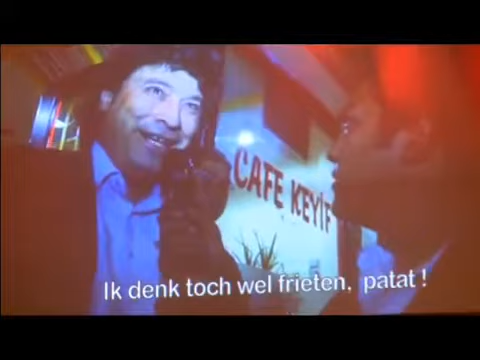 CAFE KEYIF
Ik denk toch wel frieten, patat !